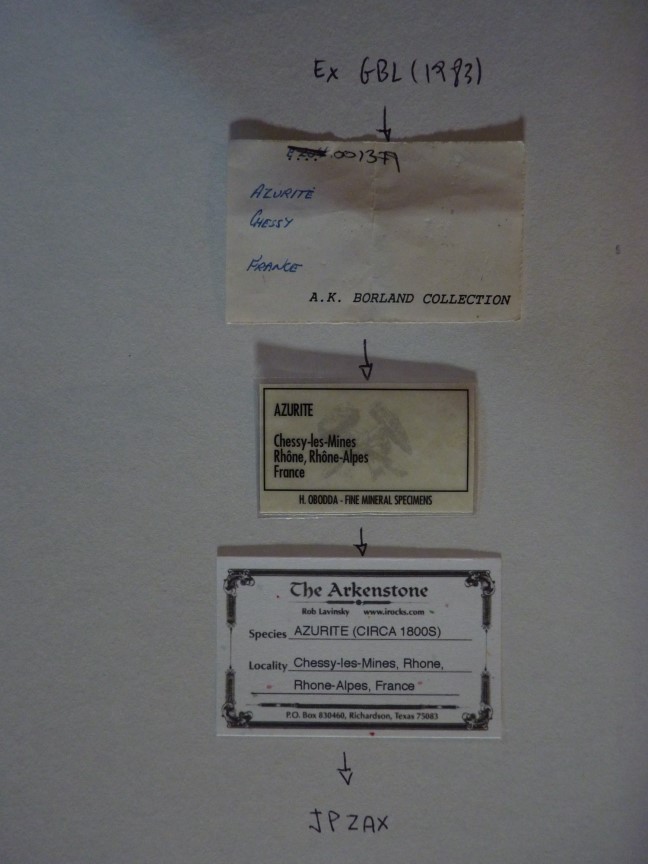 Ex GBL (1983)
001371
AZURITE
CHESSY
FRANCE
A.K. BORLAND COLLECTION
AZURITE
Chessy-les-Mines
Rhône, Rhône-Alpes
France
H. OBODDA - FINE MINERAL SPECIMENS
The Arkenstone
Rob Lavinsky www.irocks.com
Species AZURITE (CIRCA 1800S)
Locality Chessy-les-Mines, Rhone,
Rhone-Alpes, France
P.O. Box 830460, Richardson, Texas 75083
JPZAX